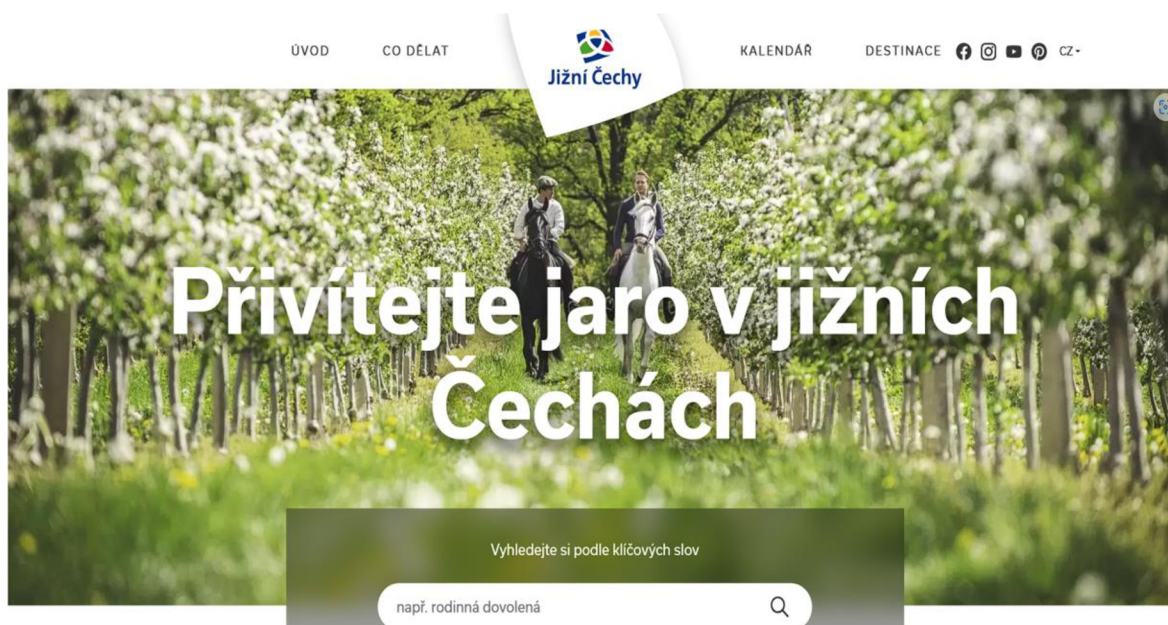 ÚVOD
CO DĚLAT
Jižní Čechy
KALENDÁŘ
DESTINACE
CZ
Přivítejte jaro v jižních
Čechách
Vyhledejte si podle klíčových slov
např. rodinná dovolená